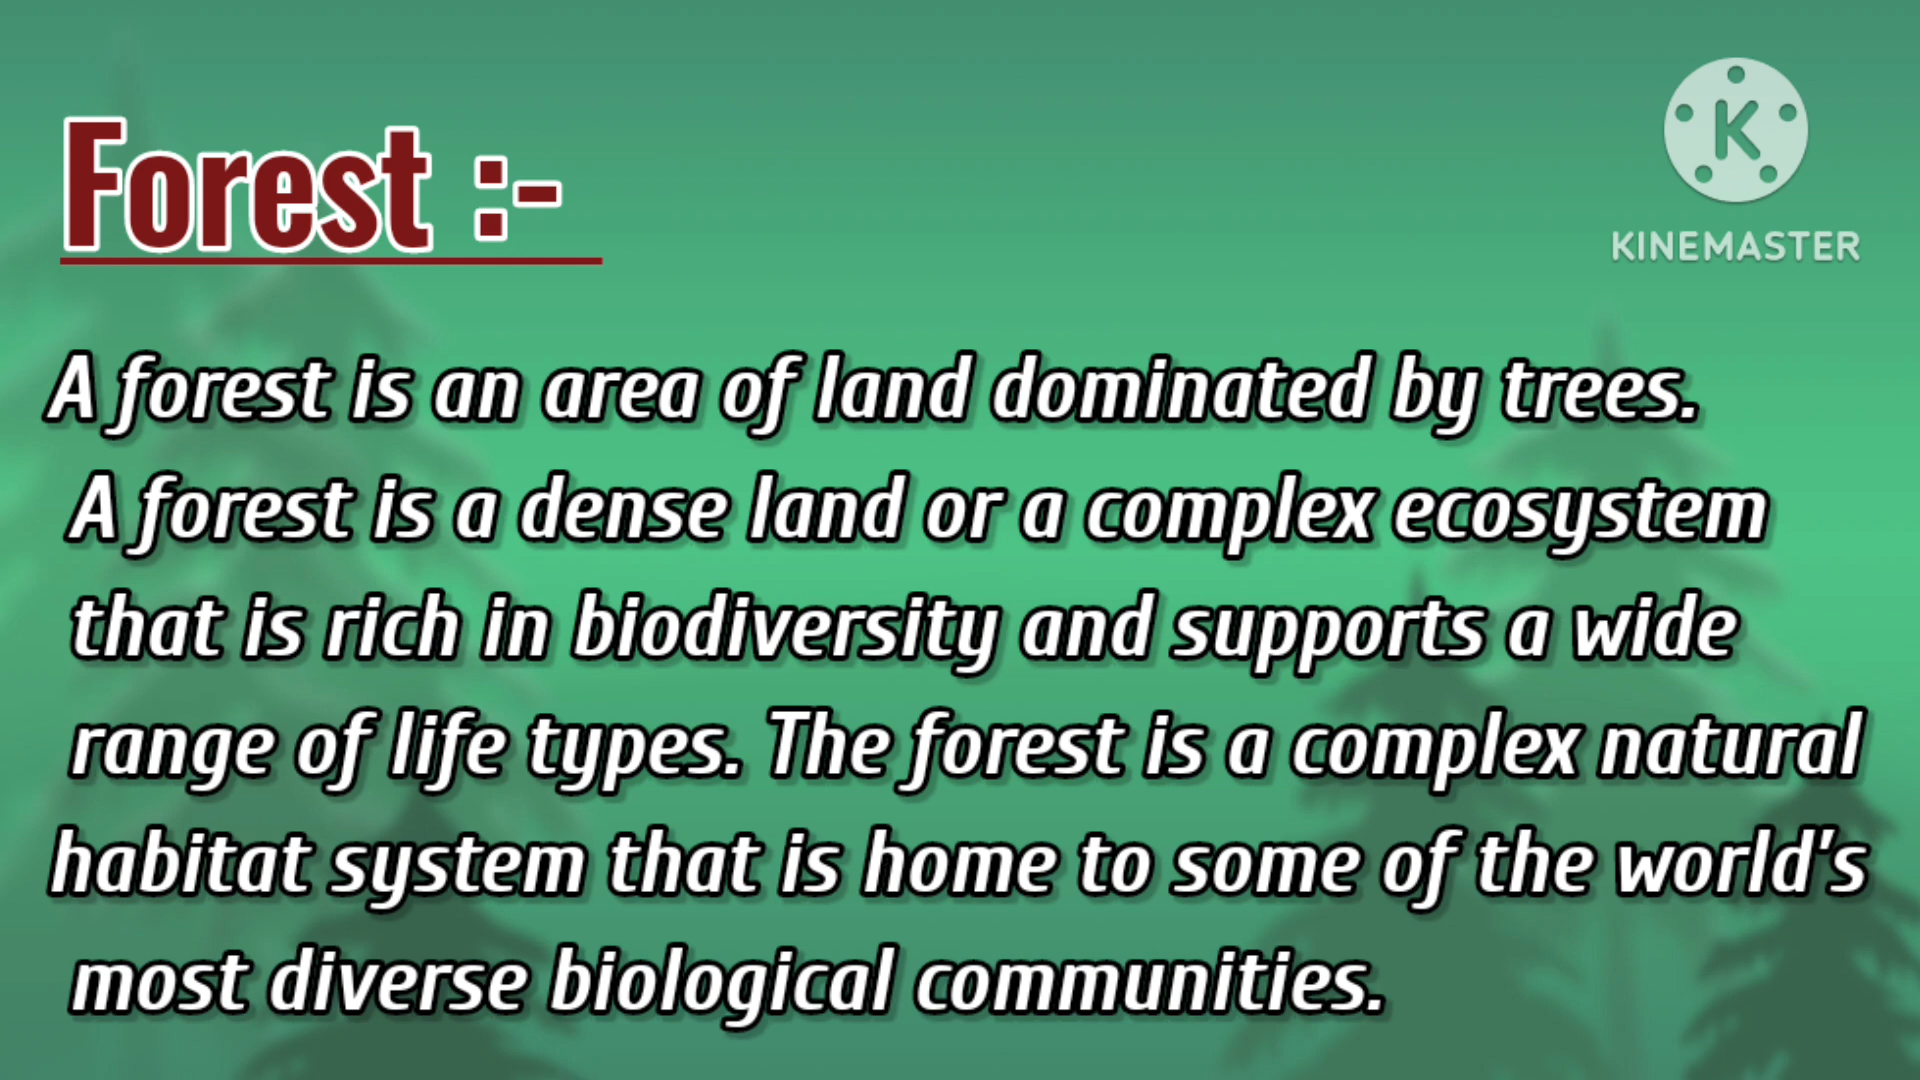 Forest :-
K
KINEMASTER
A forest is an area of land dominated by trees.
A forest is a dense land or a complex ecosystem
that is rich in biodiversity and supports a wide
range of life types. The forest is a complex natural
habitat system that is home to some of the world's
most diverse biological communities.